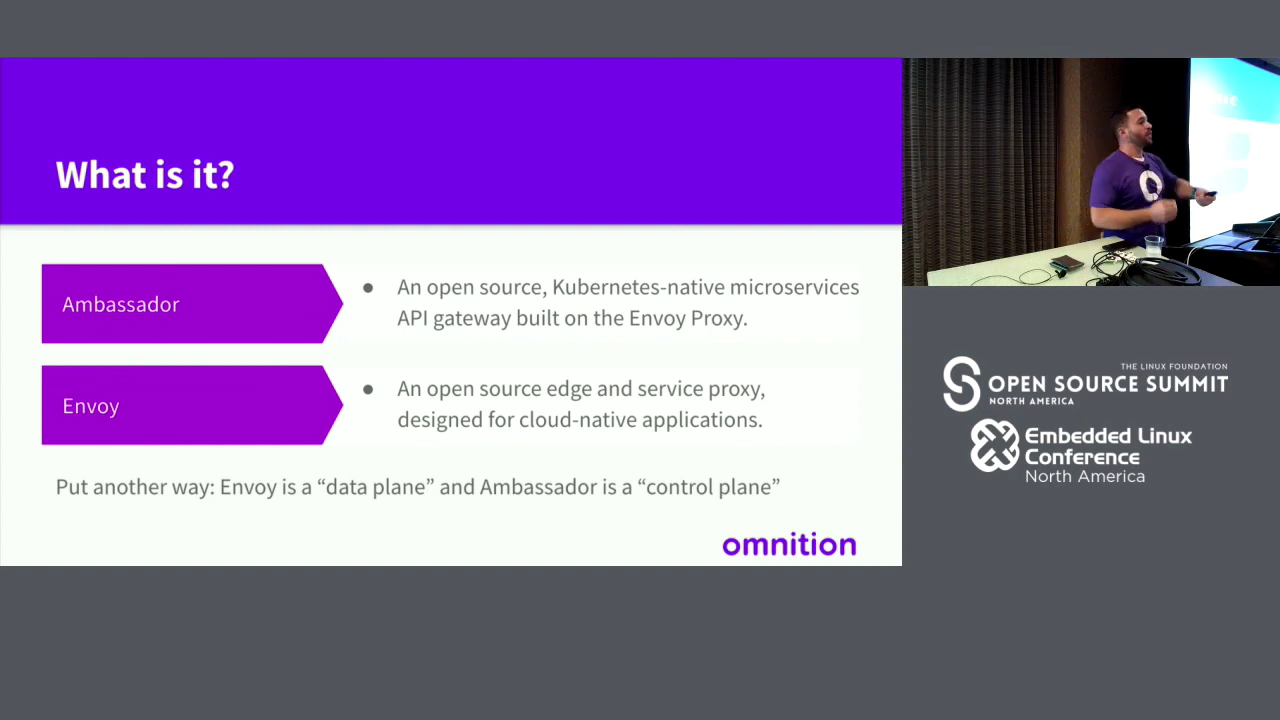 What is it?
Ambassador
● An open source, Kubernetes-native microservices
API gateway built on the Envoy Proxy.
Envoy
● An open source edge and service proxy,
designed for cloud-native applications.
Put another way: Envoy is a “data plane” and Ambassador is a “control plane”
omnition
THE LINUX FOUNDATION
OPEN SOURCE SUMMIT
NORTH AMERICA
Embedded Linux
Conference
North America